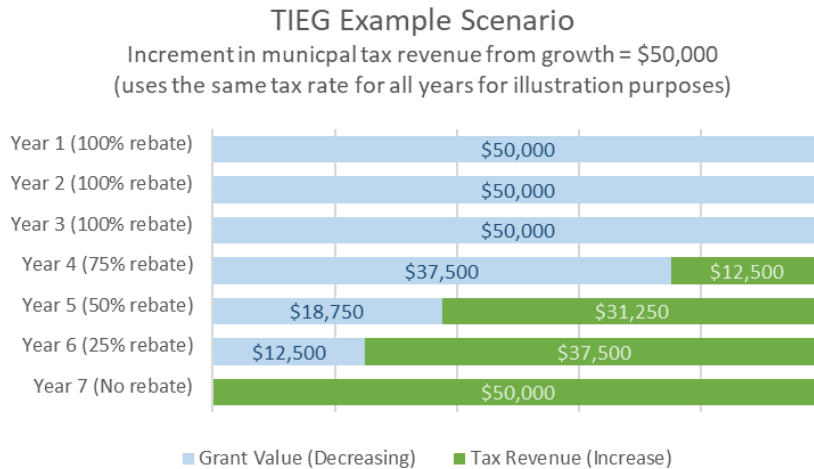 TIEG Example Scenario
Increment in municpal tax revenue from growth = $50,000
(uses the same tax rate for all years for illustration purposes)
Year 1 (100% rebate) $50,000
Year 2 (100% rebate) $50,000
Year 3 (100% rebate) $50,000
Year 4 (75% rebate) $37,500 $12,500
Year 5 (50% rebate) $18,750 $31,250
Year 6 (25% rebate) $12,500 $37,500
Year 7 (No rebate) $50,000
Grant Value (Decreasing) Tax Revenue (Increase)